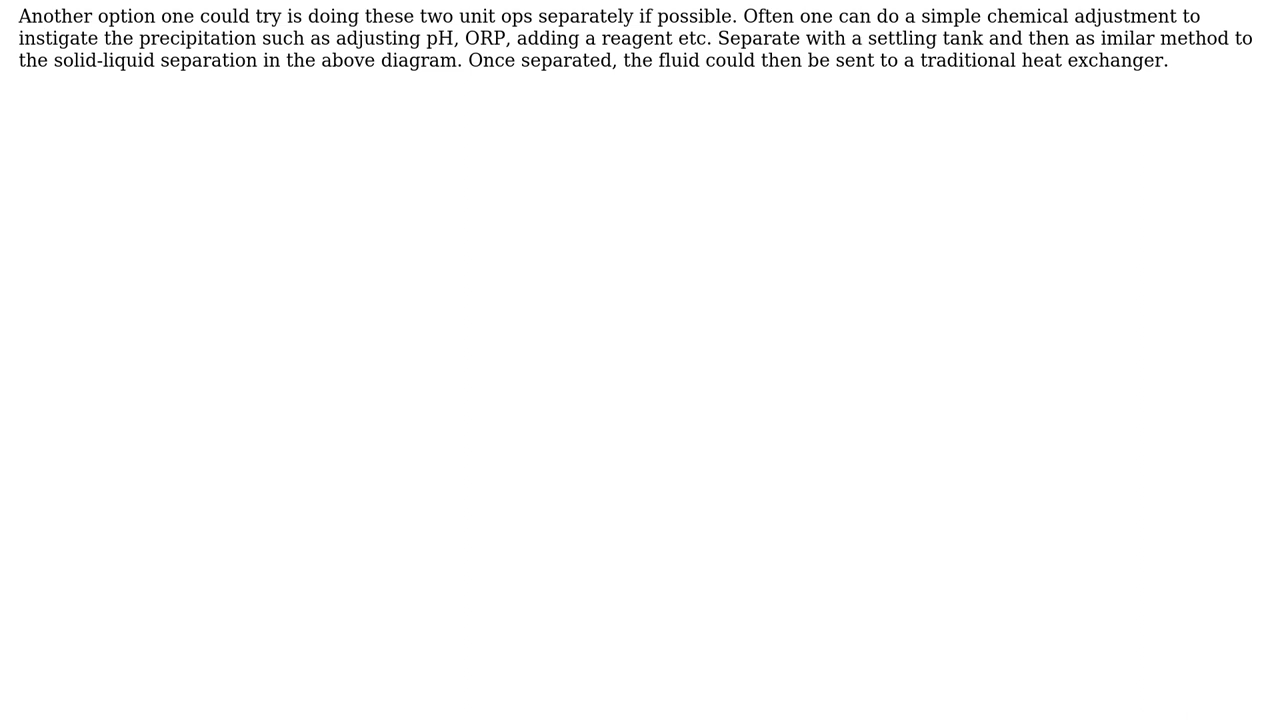 Another option one could try is doing these two unit ops separately if possible. Often one can do a simple chemical adjustment to
instigate the precipitation such as adjusting pH, ORP, adding a reagent etc. Separate with a settling tank and then as imilar method to
the solid-liquid separation in the above diagram. Once separated, the fluid could then be sent to a traditional heat exchanger.